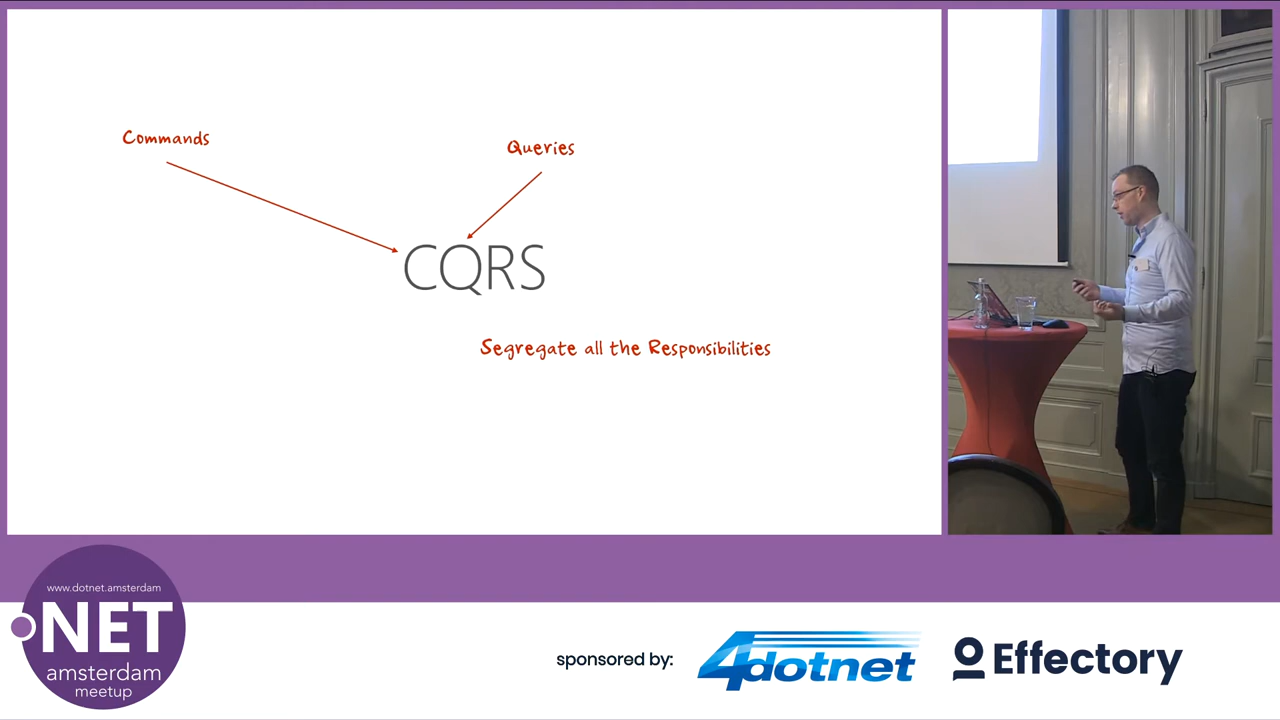 Commands
Queries
CQRS
Segregate all the Responsibilities
www.dotnet.amsterdam
NET
amsterdam
meetup
sponsored by:
4dotnet
Effectory